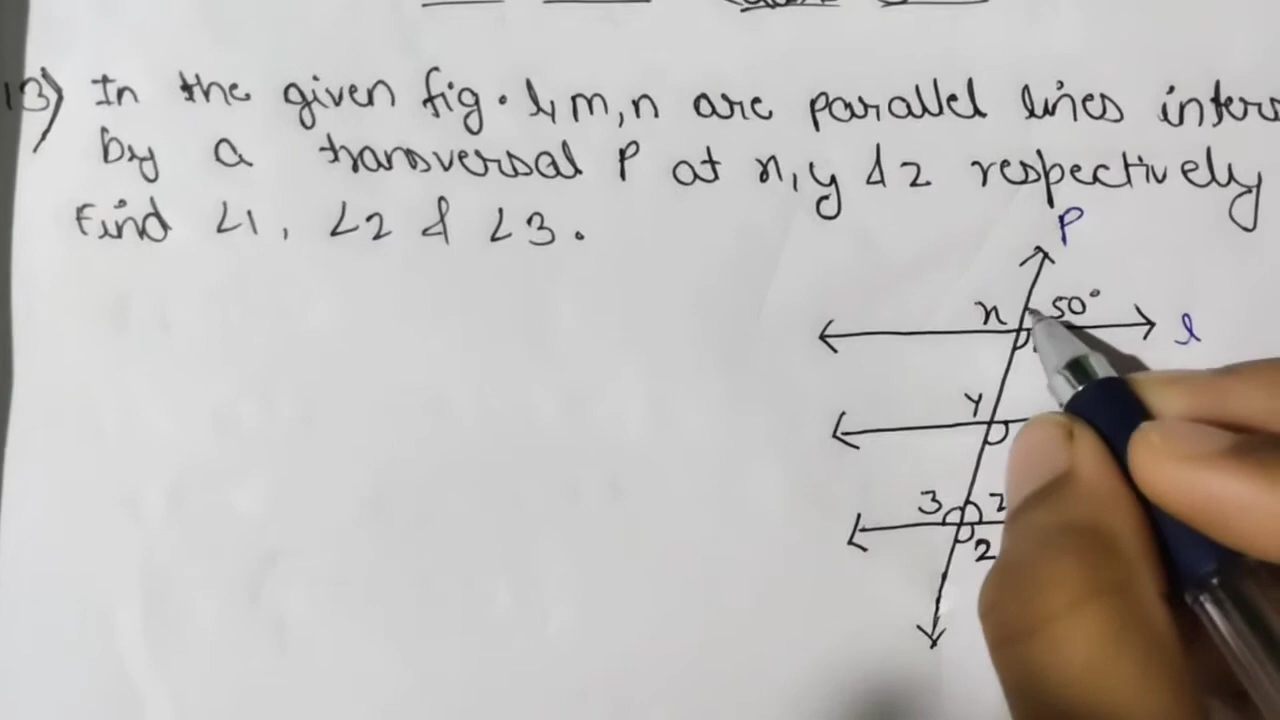 13) In the given fig. l, m, n are parallel lines inters
by a transversal P at x, y & z respectively
Find ∠1, ∠2 & ∠3.
P
x 50°
l
Y
3 z
2